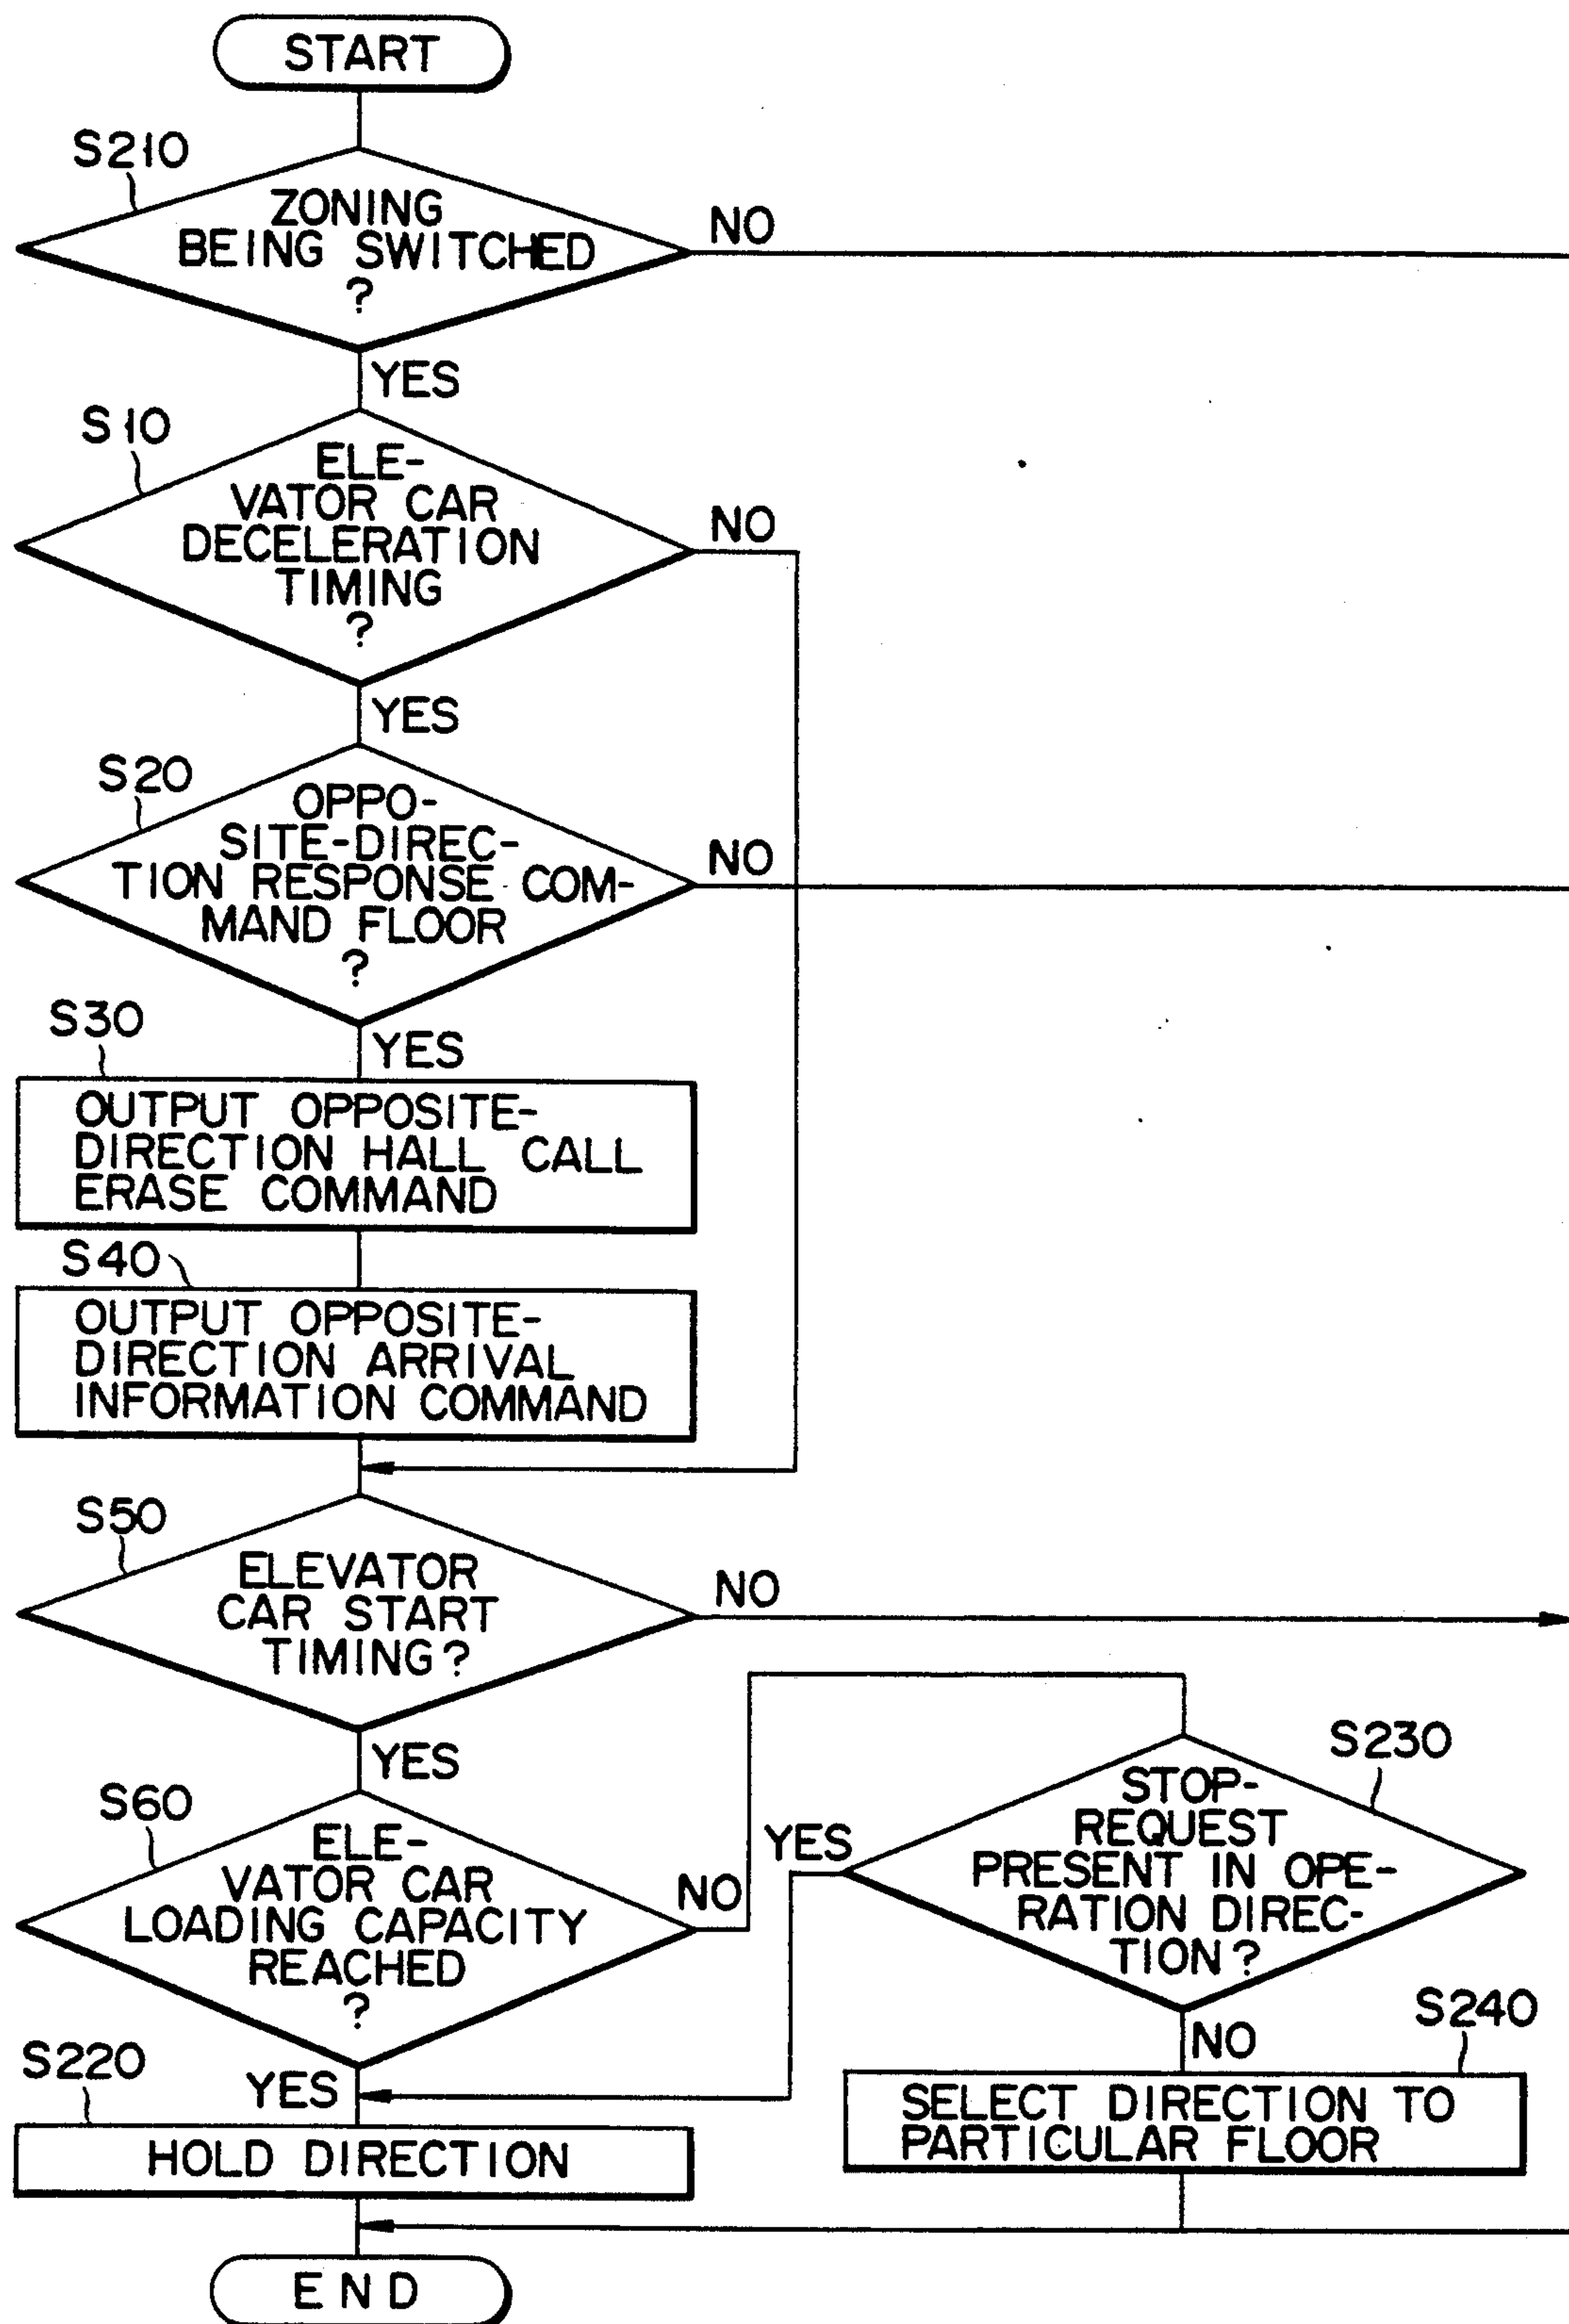 START
S210
ZONING
BEING SWITCHED
?
NO
YES
S10
ELE-
VATOR CAR
DECELERATION
TIMING
?
NO
YES
S20
OPPO-
SITE-DIREC-
TION RESPONSE COM-
MAND FLOOR
?
NO
YES
S30
OUTPUT OPPOSITE-
DIRECTION HALL CALL
ERASE COMMAND
S40
OUTPUT OPPOSITE-
DIRECTION ARRIVAL
INFORMATION COMMAND
S50
ELEVATOR
CAR START
TIMING?
NO
YES
S60
ELE-
VATOR CAR
LOADING CAPACITY
REACHED
?
NO
YES
S230
STOP-
REQUEST
PRESENT IN OPE-
RATION DIREC-
TION?
YES
NO
S240
SELECT DIRECTION TO
PARTICULAR FLOOR
S220
HOLD DIRECTION
END